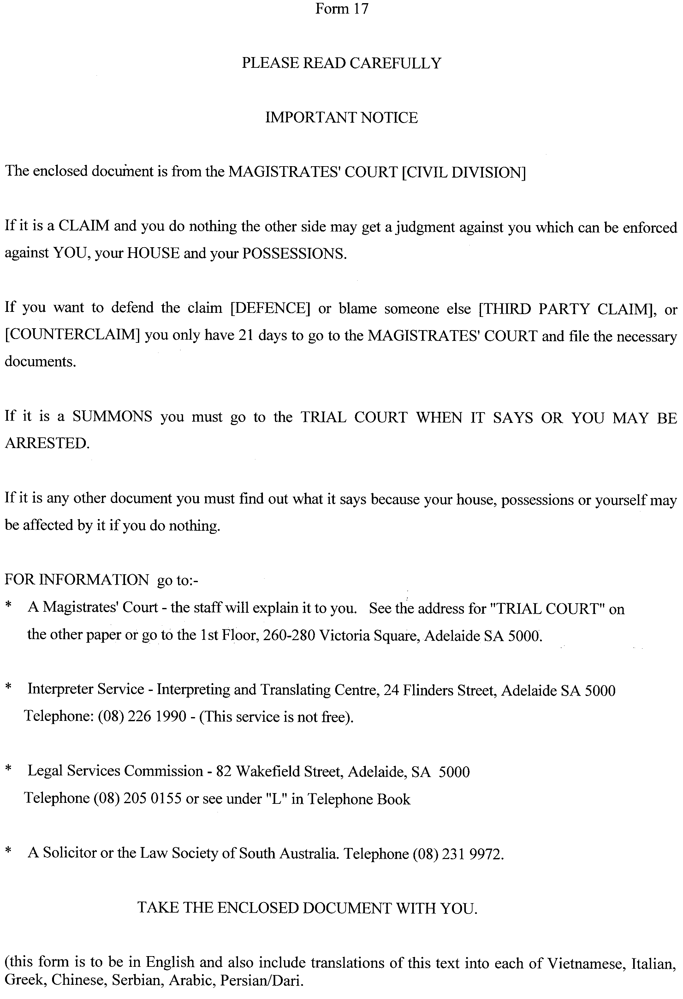 Form 17
PLEASE READ CAREFULLY
IMPORTANT NOTICE
The enclosed document is from the MAGISTRATES' COURT [CIVIL DIVISION]
If it is a CLAIM and you do nothing the other side may get a judgment against you which can be enforced
against YOU, your HOUSE and your POSSESSIONS.
If you want to defend the claim [DEFENCE] or blame someone else [THIRD PARTY CLAIM], or
[COUNTERCLAIM] you only have 21 days to go to the MAGISTRATES' COURT and file the necessary
documents.
If it is a SUMMONS you must go to the TRIAL COURT WHEN IT SAYS OR YOU MAY BE
ARRESTED.
If it is any other document you must find out what it says because your house, possessions or yourself may
be affected by it if you do nothing.
FOR INFORMATION go to:-
* A Magistrates' Court - the staff will explain it to you. See the address for "TRIAL COURT" on
the other paper or go to the 1st Floor, 260-280 Victoria Square, Adelaide SA 5000.
* Interpreter Service - Interpreting and Translating Centre, 24 Flinders Street, Adelaide SA 5000
Telephone: (08) 226 1990 - (This service is not free).
* Legal Services Commission - 82 Wakefield Street, Adelaide, SA 5000
Telephone (08) 205 0155 or see under "L" in Telephone Book
* A Solicitor or the Law Society of South Australia. Telephone (08) 231 9972.
TAKE THE ENCLOSED DOCUMENT WITH YOU.
(this form is to be in English and also include translations of this text into each of Vietnamese, Italian,
Greek, Chinese, Serbian, Arabic, Persian/Dari.